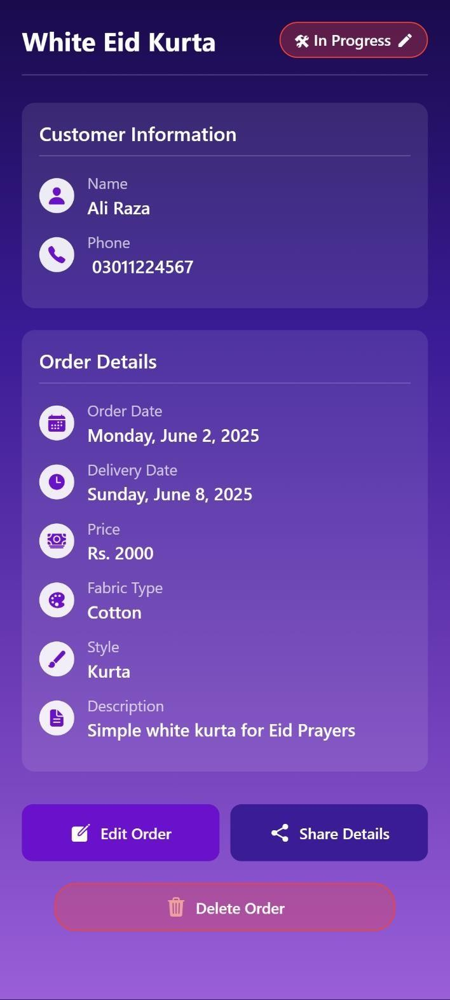 White Eid Kurta
In Progress
Customer Information
Name
Ali Raza
Phone
03011224567
Order Details
Order Date
Monday, June 2, 2025
Delivery Date
Sunday, June 8, 2025
Price
Rs. 2000
Fabric Type
Cotton
Style
Kurta
Description
Simple white kurta for Eid Prayers
Edit Order
Share Details
Delete Order